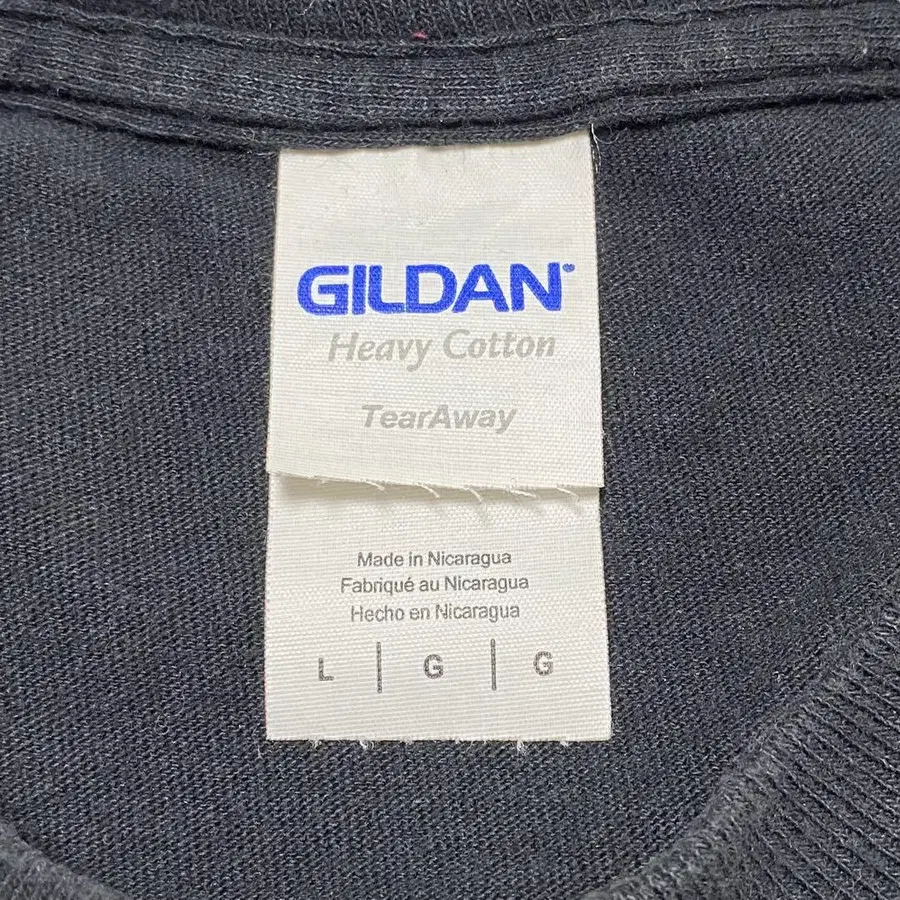 GILDAN
Heavy Cotton
TearAway
Made in Nicaragua
Fabriqué au Nicaragua
Hecho en Nicaragua
L | G | G